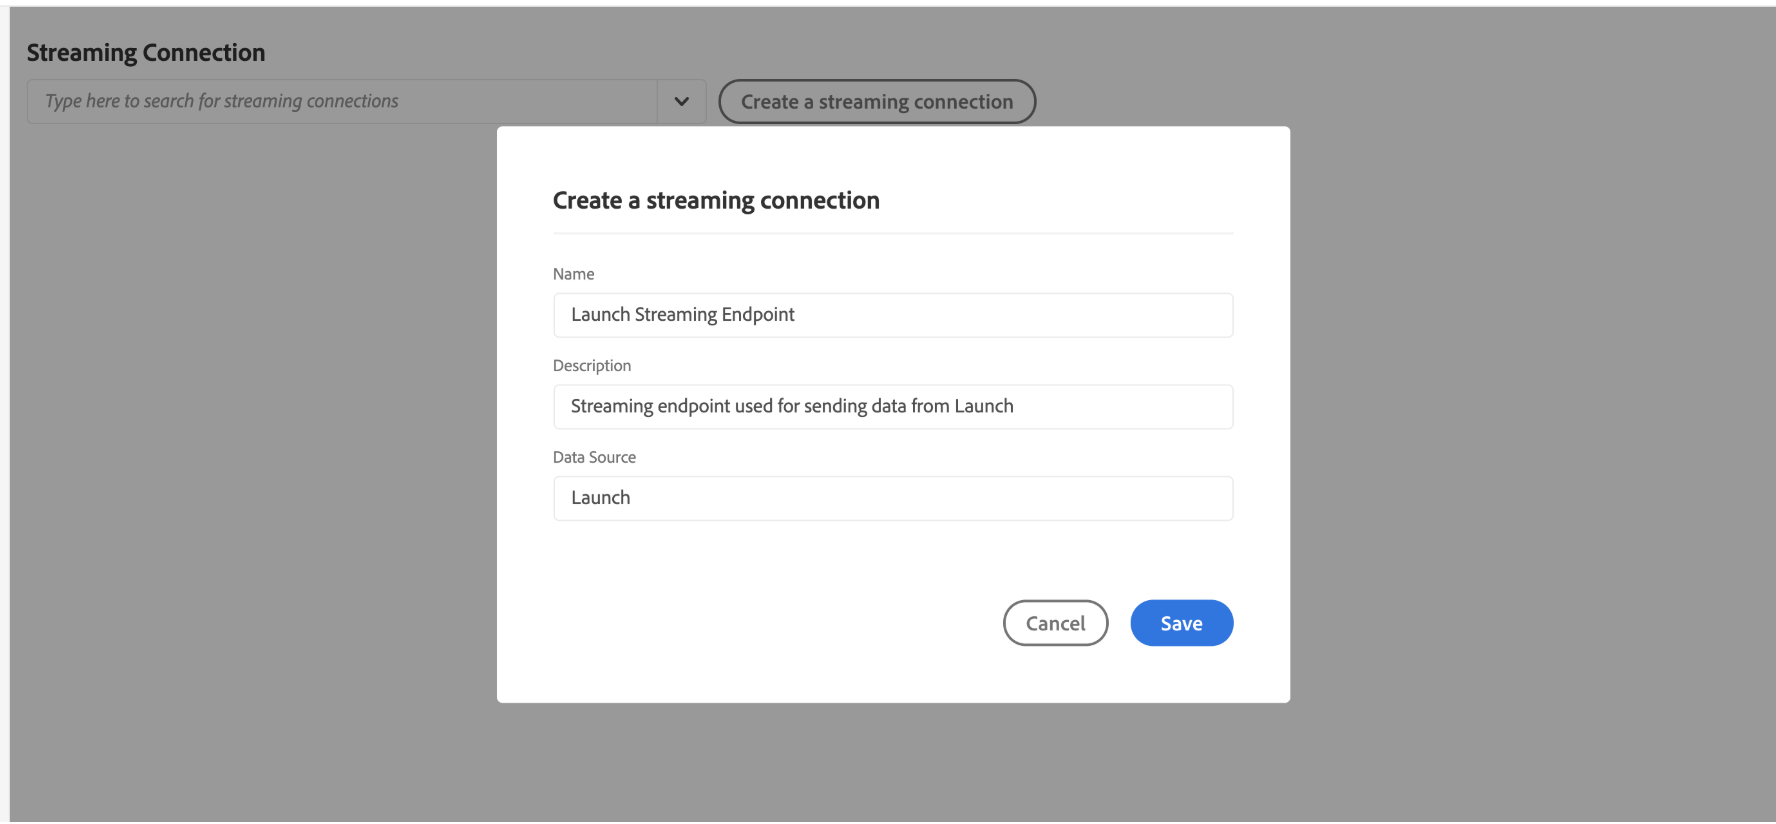 Streaming Connection
Type here to search for streaming connections
Create a streaming connection
Create a streaming connection
Name
Launch Streaming Endpoint
Description
Streaming endpoint used for sending data from Launch
Data Source
Launch
Cancel
Save